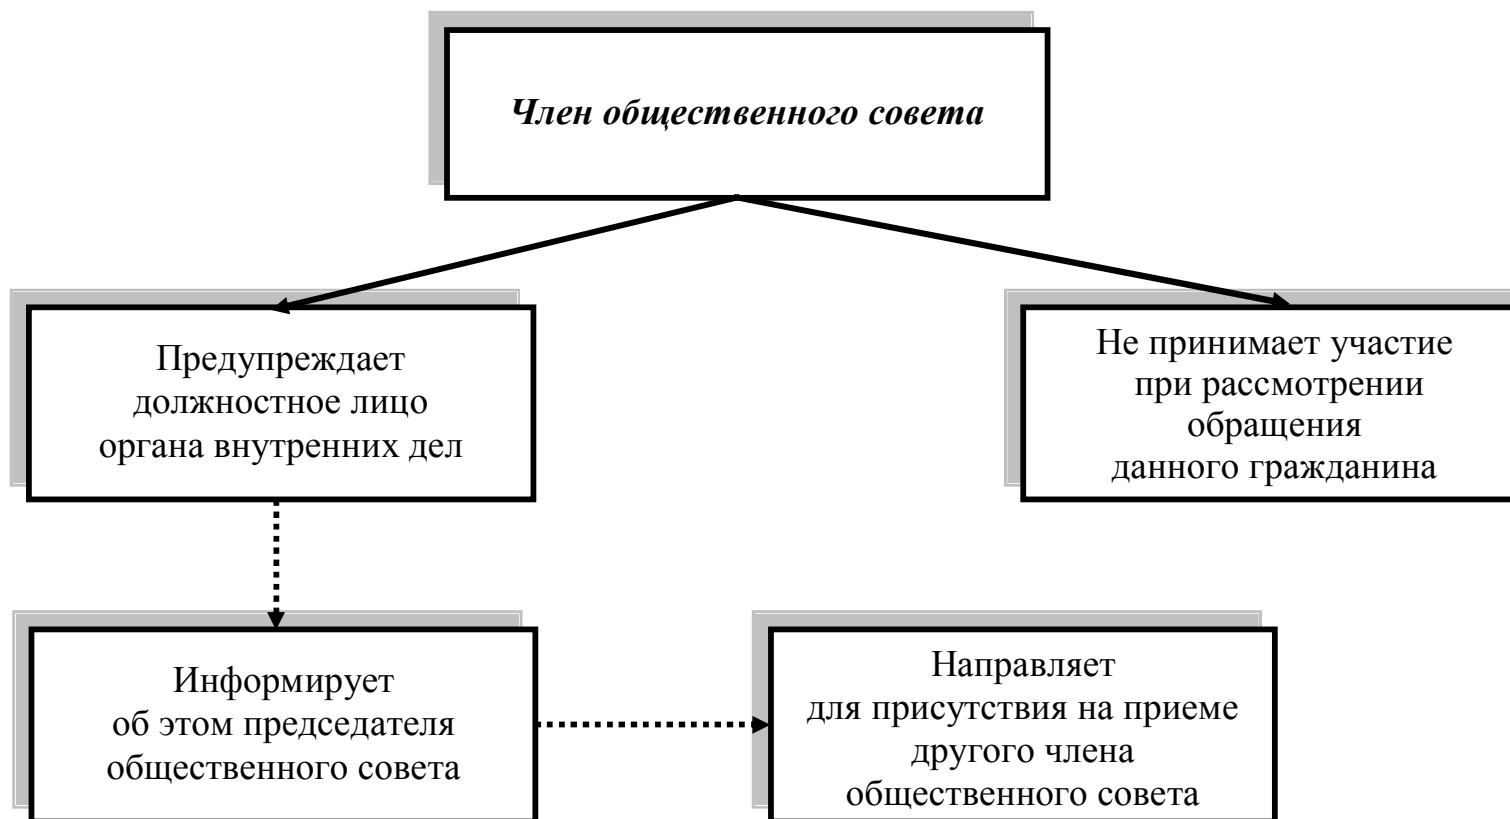 Член общественного совета
Предупреждает
должностное лицо
органа внутренних дел
Не принимает участие
при рассмотрении
обращения
данного гражданина
Информирует
об этом председателя
общественного совета
Направляет
для присутствия на приеме
другого члена
общественного совета